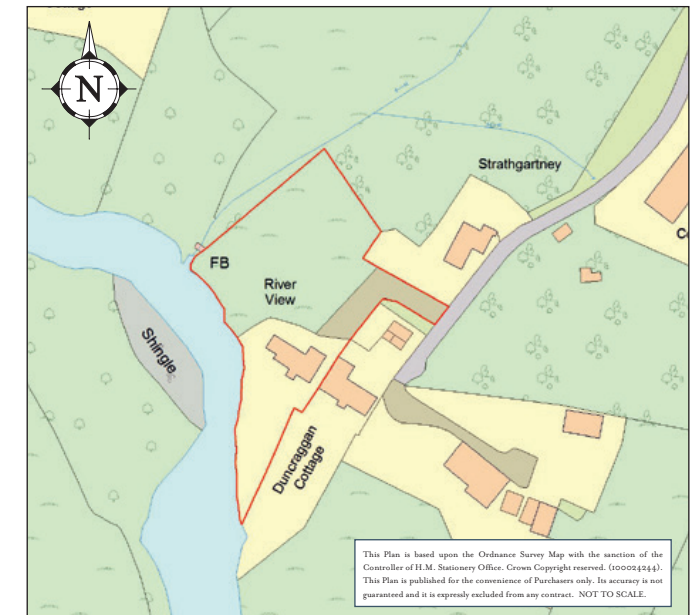 N
Strathgartney
FB
River
View
Shingle
Duncraggan
Cottage
This Plan is based upon the Ordnance Survey Map with the sanction of the
Controller of H.M. Stationery Office. Crown Copyright reserved. (100024244).
This Plan is published for the convenience of Purchasers only. Its accuracy is not
guaranteed and it is expressly excluded from any contract. NOT TO SCALE.